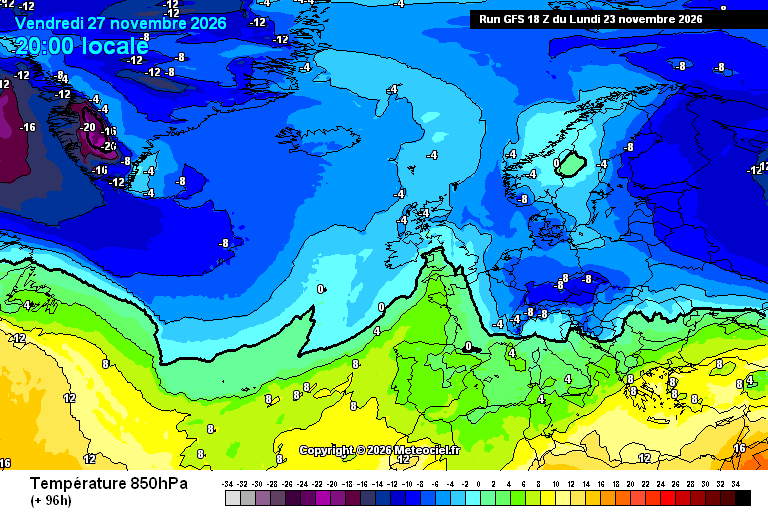 Vendredi 27 novembre 2026
20:00 locale
Run GFS 18 Z du Lundi 23 novembre 2026
Copyright © 2026 Meteociel.fr
Température 850hPa
(+ 96h)
-34 -32 -30 -28 -26 -24 -22 -20 -18 -16 -14 -12 -10 -8 -6 -4 -2 0 2 4 6 8 10 12 14 16 18 20 22 24 26 28 30 32 34